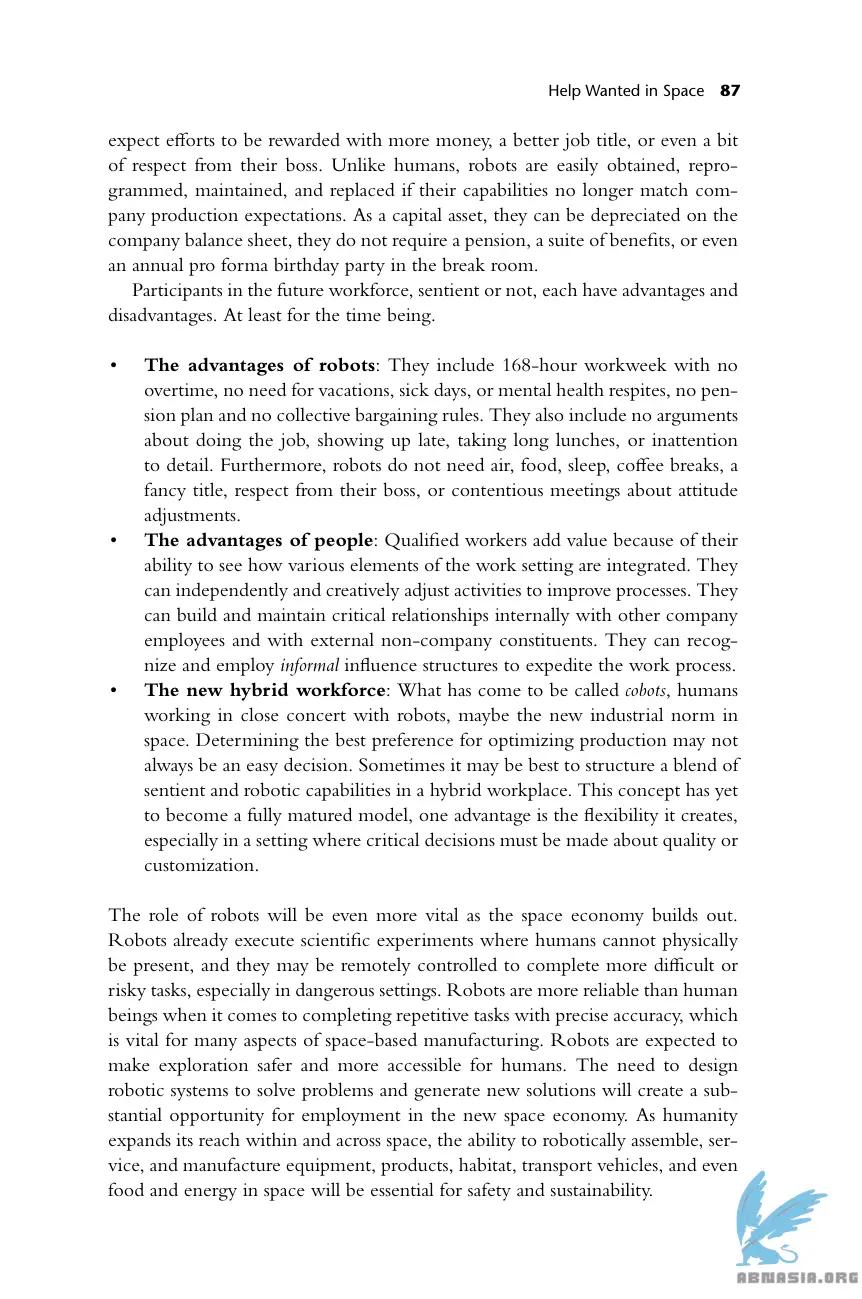 Help Wanted in Space 87
expect efforts to be rewarded with more money, a better job title, or even a bit
of respect from their boss. Unlike humans, robots are easily obtained, repro-
grammed, maintained, and replaced if their capabilities no longer match com-
pany production expectations. As a capital asset, they can be depreciated on the
company balance sheet, they do not require a pension, a suite of benefits, or even
an annual pro forma birthday party in the break room.
Participants in the future workforce, sentient or not, each have advantages and
disadvantages. At least for the time being.
• The advantages of robots: They include 168-hour workweek with no
overtime, no need for vacations, sick days, or mental health respites, no pen-
sion plan and no collective bargaining rules. They also include no arguments
about doing the job, showing up late, taking long lunches, or inattention
to detail. Furthermore, robots do not need air, food, sleep, coffee breaks, a
fancy title, respect from their boss, or contentious meetings about attitude
adjustments.
• The advantages of people: Qualified workers add value because of their
ability to see how various elements of the work setting are integrated. They
can independently and creatively adjust activities to improve processes. They
can build and maintain critical relationships internally with other company
employees and with external non-company constituents. They can recog-
nize and employ informal influence structures to expedite the work process.
• The new hybrid workforce: What has come to be called cobots, humans
working in close concert with robots, maybe the new industrial norm in
space. Determining the best preference for optimizing production may not
always be an easy decision. Sometimes it may be best to structure a blend of
sentient and robotic capabilities in a hybrid workplace. This concept has yet
to become a fully matured model, one advantage is the flexibility it creates,
especially in a setting where critical decisions must be made about quality or
customization.
The role of robots will be even more vital as the space economy builds out.
Robots already execute scientific experiments where humans cannot physically
be present, and they may be remotely controlled to complete more difficult or
risky tasks, especially in dangerous settings. Robots are more reliable than human
beings when it comes to completing repetitive tasks with precise accuracy, which
is vital for many aspects of space-based manufacturing. Robots are expected to
make exploration safer and more accessible for humans. The need to design
robotic systems to solve problems and generate new solutions will create a sub-
stantial opportunity for employment in the new space economy. As humanity
expands its reach within and across space, the ability to robotically assemble, ser-
vice, and manufacture equipment, products, habitat, transport vehicles, and even
food and energy in space will be essential for safety and sustainability.
ABNASIA.ORG